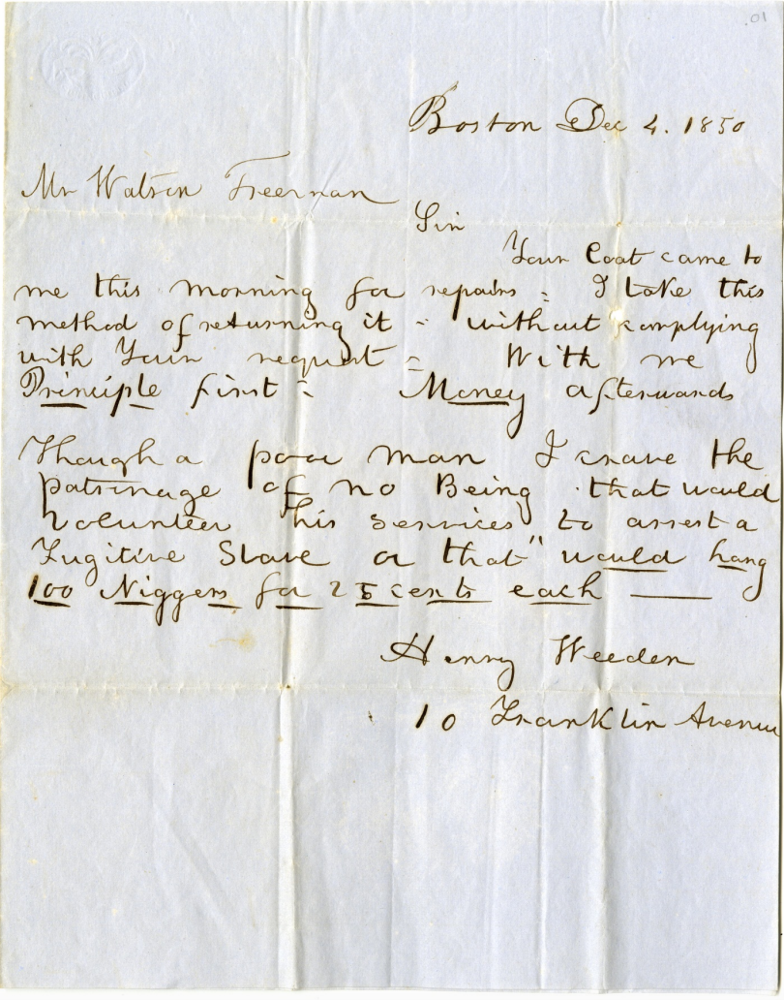 .01
Boston Dec 4. 1850
Mr Watson Freeman
Sir
Your Coat came to
me this morning for repairs - I take this
method of returning it - without complying
with Your request - With me
Principle first - Money afterwards
Though a poor man I crave the
patronage of no Being that would
volunteer his services to arrest a
Fugitive Slave or that "would hang
100 Niggers for 25 cents each ——
Henry Weeden
10 Franklin Avenue